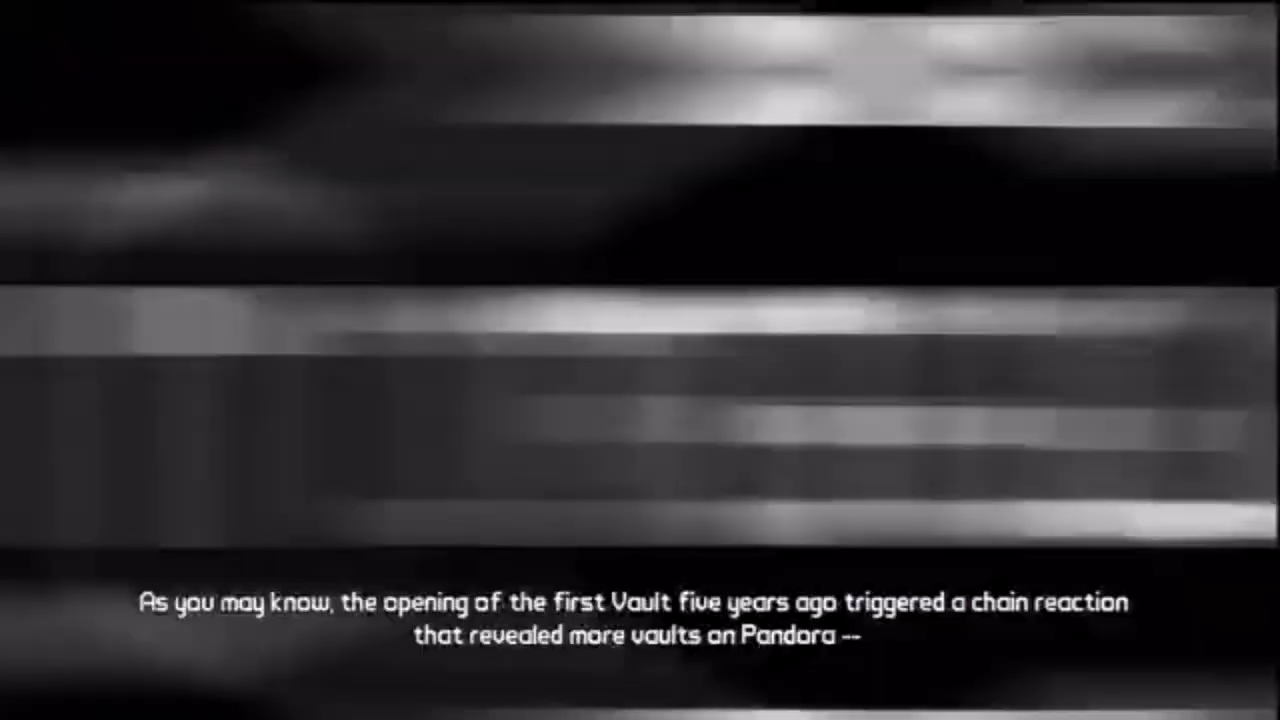 As you may know, the opening of the first Vault five years ago triggered a chain reaction
that revealed more vaults on Pandora --